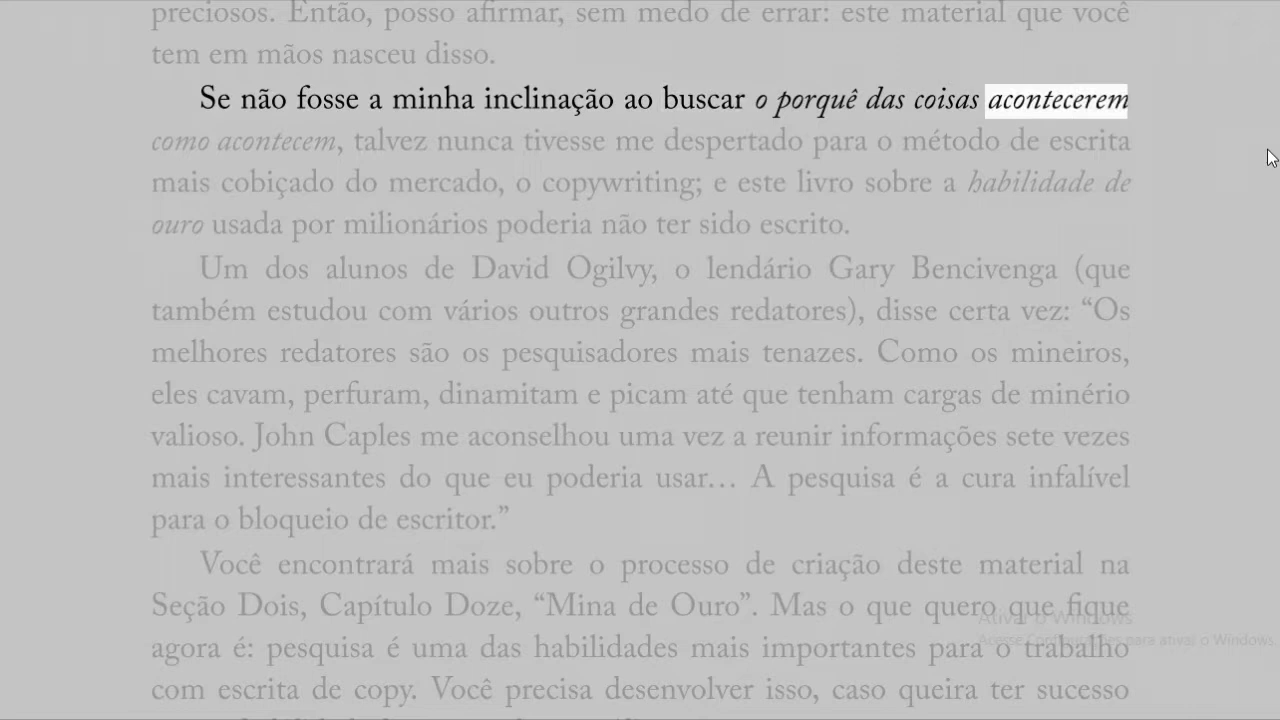 preciosos. Então, posso afirmar, sem medo de errar: este material que você
tem em mãos nasceu disso.
Se não fosse a minha inclinação ao buscar o porquê das coisas acontecerem
como acontecem, talvez nunca tivesse me despertado para o método de escrita
mais cobiçado do mercado, o copywriting; e este livro sobre a habilidade de
ouro usada por milionários poderia não ter sido escrito.
Um dos alunos de David Ogilvy, o lendário Gary Bencivenga (que
também estudou com vários outros grandes redatores), disse certa vez: “Os
melhores redatores são os pesquisadores mais tenazes. Como os mineiros,
eles cavam, perfuram, dinamitam e picam até que tenham cargas de minério
valioso. John Caples me aconselhou uma vez a reunir informações sete vezes
mais interessantes do que eu poderia usar… A pesquisa é a cura infalível
para o bloqueio de escritor.”
Você encontrará mais sobre o processo de criação deste material na
Seção Dois, Capítulo Doze, “Mina de Ouro”. Mas o que quero que fique
agora é: pesquisa é uma das habilidades mais importantes para o trabalho
com escrita de copy. Você precisa desenvolver isso, caso queira ter sucesso
Ativar o Windows
Acesse Configurações para ativar o Windows.